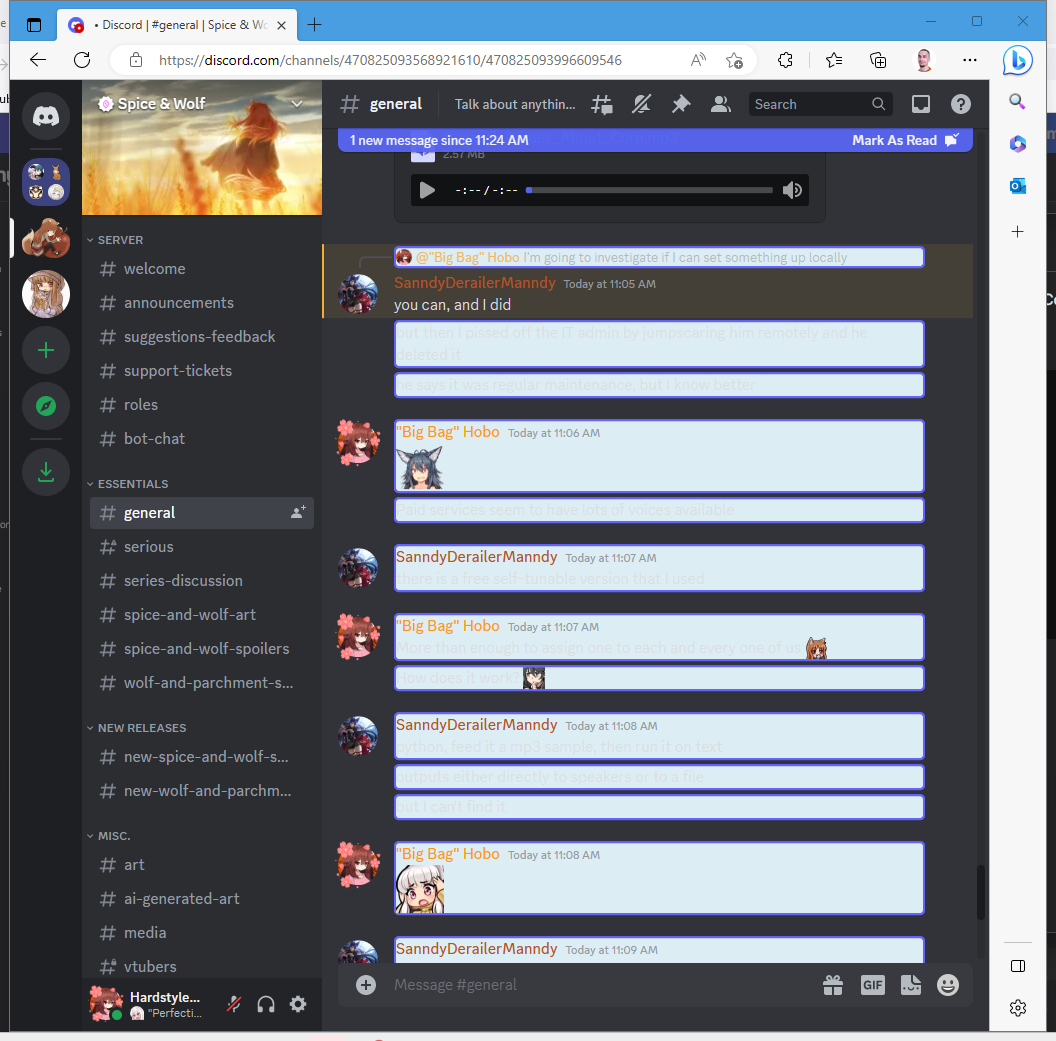 • Discord | #general | Spice & Wo
https://discord.com/channels/470825093568921610/470825093996609546
Spice & Wolf
SERVER
# welcome
# announcements
# suggestions-feedback
# support-tickets
# roles
# bot-chat
ESSENTIALS
# general
# serious
# series-discussion
# spice-and-wolf-art
# spice-and-wolf-spoilers
# wolf-and-parchment-s...
NEW RELEASES
# new-spice-and-wolf-s...
# new-wolf-and-parchm...
MISC.
# art
# ai-generated-art
# media
# vtubers
Hardstyle...
"Perfecti...
# general
Talk about anythin...
Search
1 new message since 11:24 AM
Mark As Read
2.57 MB
-:-- / -:--
@"Big Bag" Hobo I'm going to investigate if I can set something up locally
SanndyDerailerManndy Today at 11:05 AM
you can, and I did
but then I pissed off the IT admin by jumpscaring him remotely and he
deleted it
he says it was regular maintenance, but I know better
"Big Bag" Hobo Today at 11:06 AM
Paid services seem to have lots of voices available
SanndyDerailerManndy Today at 11:07 AM
there is a free self-tunable version that I used
"Big Bag" Hobo Today at 11:07 AM
More than enough to assign one to each and every one of us
How does it work?
SanndyDerailerManndy Today at 11:08 AM
python, feed it a mp3 sample, then run it on text
outputs either directly to speakers or to a file
but I can't find it
"Big Bag" Hobo Today at 11:08 AM
SanndyDerailerManndy Today at 11:09 AM
Message #general
GIF